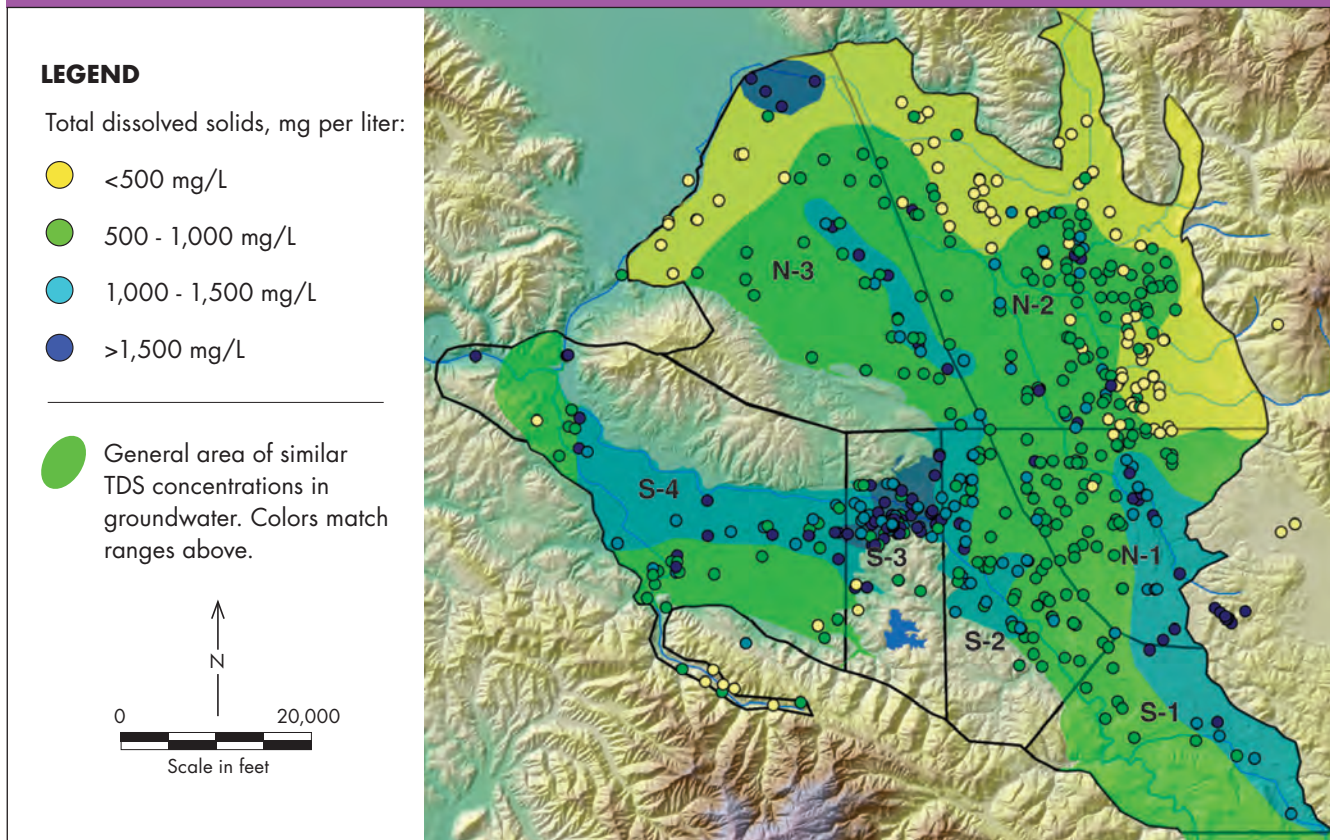 LEGEND
Total dissolved solids, mg per liter:
<500 mg/L
500 - 1,000 mg/L
1,000 - 1,500 mg/L
>1,500 mg/L
General area of similar
TDS concentrations in
groundwater. Colors match
ranges above.
N
0 20,000
Scale in feet
N-3
N-2
S-4
S-3
N-1
S-2
S-1